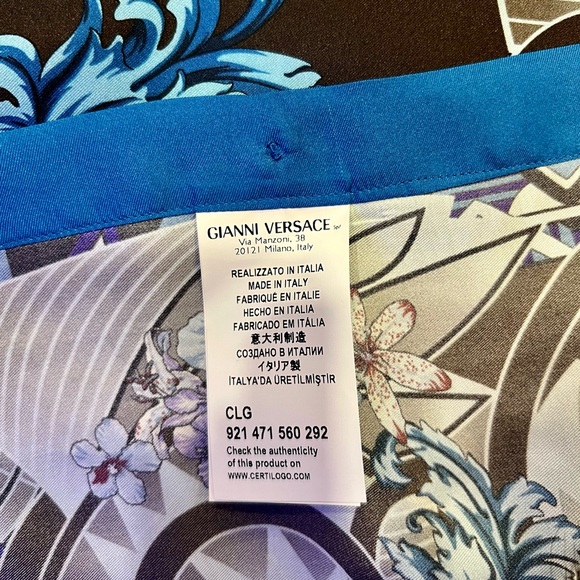 GIANNI VERSACE srl
Via Manzoni, 38
20121 Milano, Italy
REALIZZATO IN ITALIA
MADE IN ITALY
FABRIQUÉ EN ITALIE
HECHO EN ITALIA
FABRICADO EM ITÁLIA
意大利制造
СОЗДАНО В ИТАЛИИ
イタリア製
İTALYA'DA ÜRETİLMİŞTİR
CLG
921 471 560 292
Check the authenticity
of this product on
WWW.CERTILOGO.COM